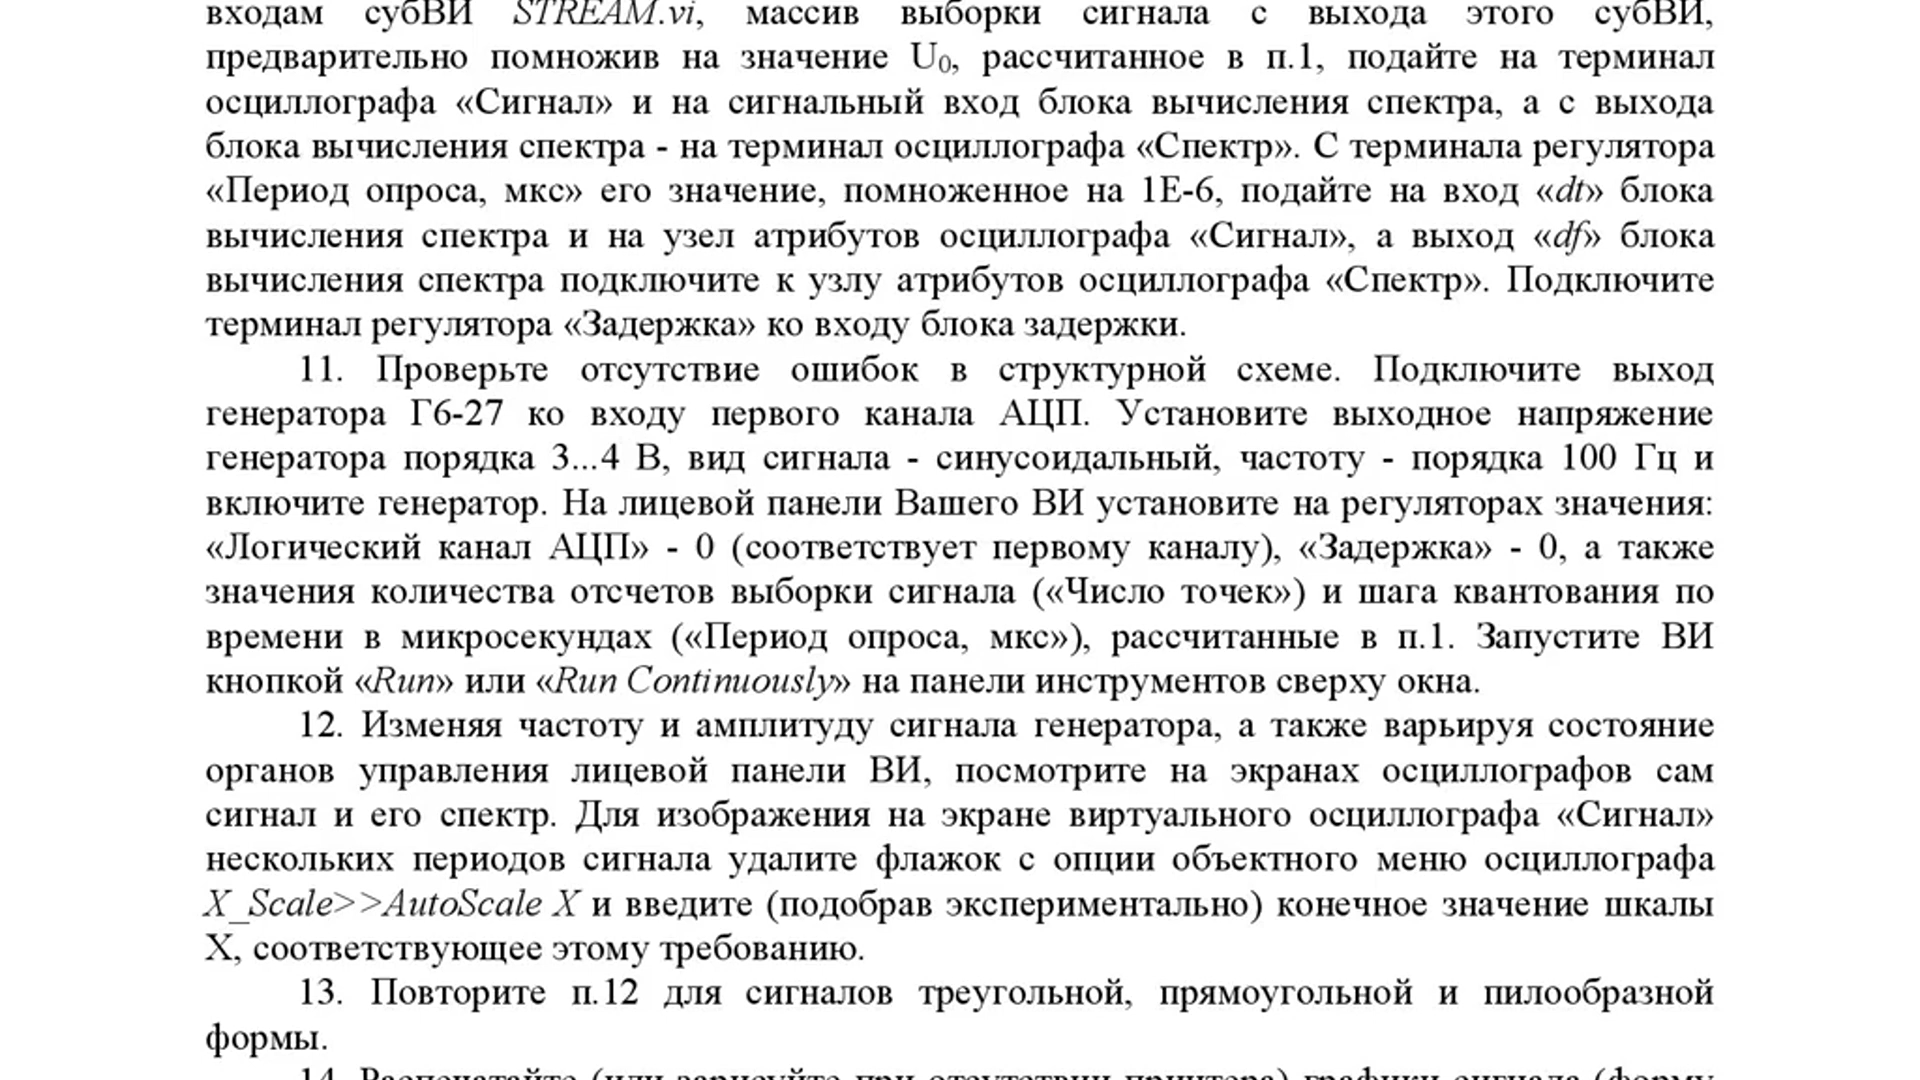 входам субВИ STREAM.vi, массив выборки сигнала с выхода этого субВИ,
предварительно помножив на значение U₀, рассчитанное в п.1, подайте на терминал
осциллографа «Сигнал» и на сигнальный вход блока вычисления спектра, а с выхода
блока вычисления спектра - на терминал осциллографа «Спектр». С терминала регулятора
«Период опроса, мкс» его значение, помноженное на 1Е-6, подайте на вход «dt» блока
вычисления спектра и на узел атрибутов осциллографа «Сигнал», а выход «df» блока
вычисления спектра подключите к узлу атрибутов осциллографа «Спектр». Подключите
терминал регулятора «Задержка» ко входу блока задержки.
11. Проверьте отсутствие ошибок в структурной схеме. Подключите выход
генератора Г6-27 ко входу первого канала АЦП. Установите выходное напряжение
генератора порядка 3...4 В, вид сигнала - синусоидальный, частоту - порядка 100 Гц и
включите генератор. На лицевой панели Вашего ВИ установите на регуляторах значения:
«Логический канал АЦП» - 0 (соответствует первому каналу), «Задержка» - 0, а также
значения количества отсчетов выборки сигнала («Число точек») и шага квантования по
времени в микросекундах («Период опроса, мкс»), рассчитанные в п.1. Запустите ВИ
кнопкой «Run» или «Run Continuously» на панели инструментов сверху окна.
12. Изменяя частоту и амплитуду сигнала генератора, а также варьируя состояние
органов управления лицевой панели ВИ, посмотрите на экранах осциллографов сам
сигнал и его спектр. Для изображения на экране виртуального осциллографа «Сигнал»
нескольких периодов сигнала удалите флажок с опции объектного меню осциллографа
X_Scale>>AutoScale X и введите (подобрав экспериментально) конечное значение шкалы
X, соответствующее этому требованию.
13. Повторите п.12 для сигналов треугольной, прямоугольной и пилообразной
формы.
14. Распечатайте (или зарисуйте при отсутствии принтера) графики сигнала (форму